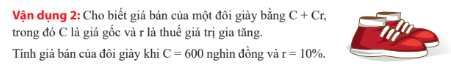 Vận dụng 2: Cho biết giá bán của một đôi giày bằng C + Cr,
trong đó C là giá gốc và r là thuế giá trị gia tăng.
Tính giá bán của đôi giày khi C = 600 nghìn đồng và r = 10%.